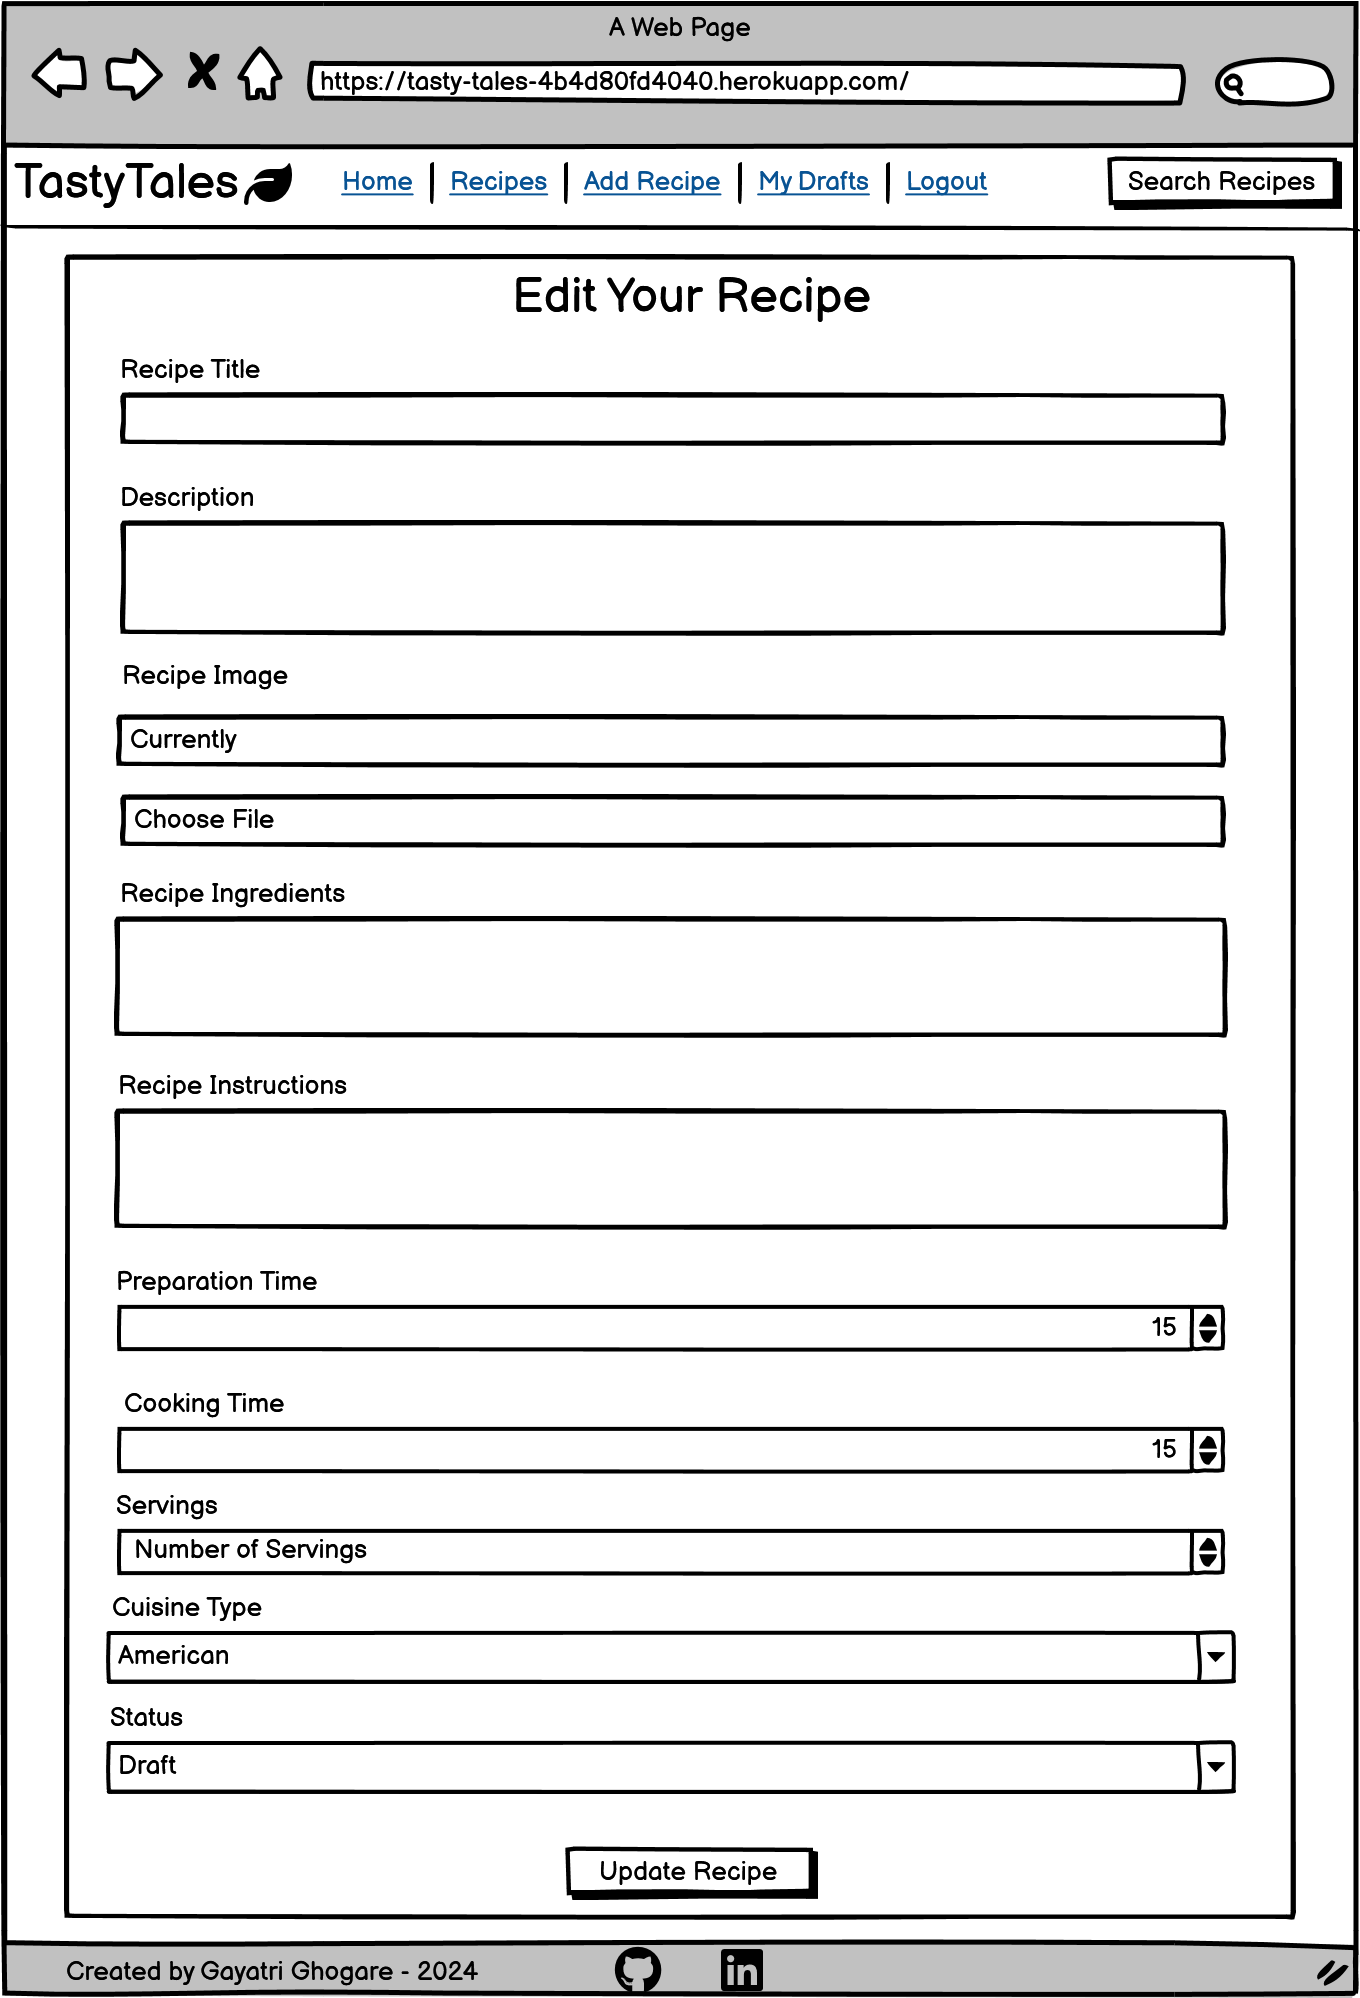 A Web Page
https://tasty-tales-4b4d80fd4040.herokuapp.com/
TastyTales Home Recipes Add Recipe My Drafts Logout Search Recipes
Edit Your Recipe
Recipe Title
Description
Recipe Image
Currently
Choose File
Recipe Ingredients
Recipe Instructions
Preparation Time
15
Cooking Time
15
Servings
Number of Servings
Cuisine Type
American
Status
Draft
Update Recipe
Created by Gayatri Ghogare - 2024 in